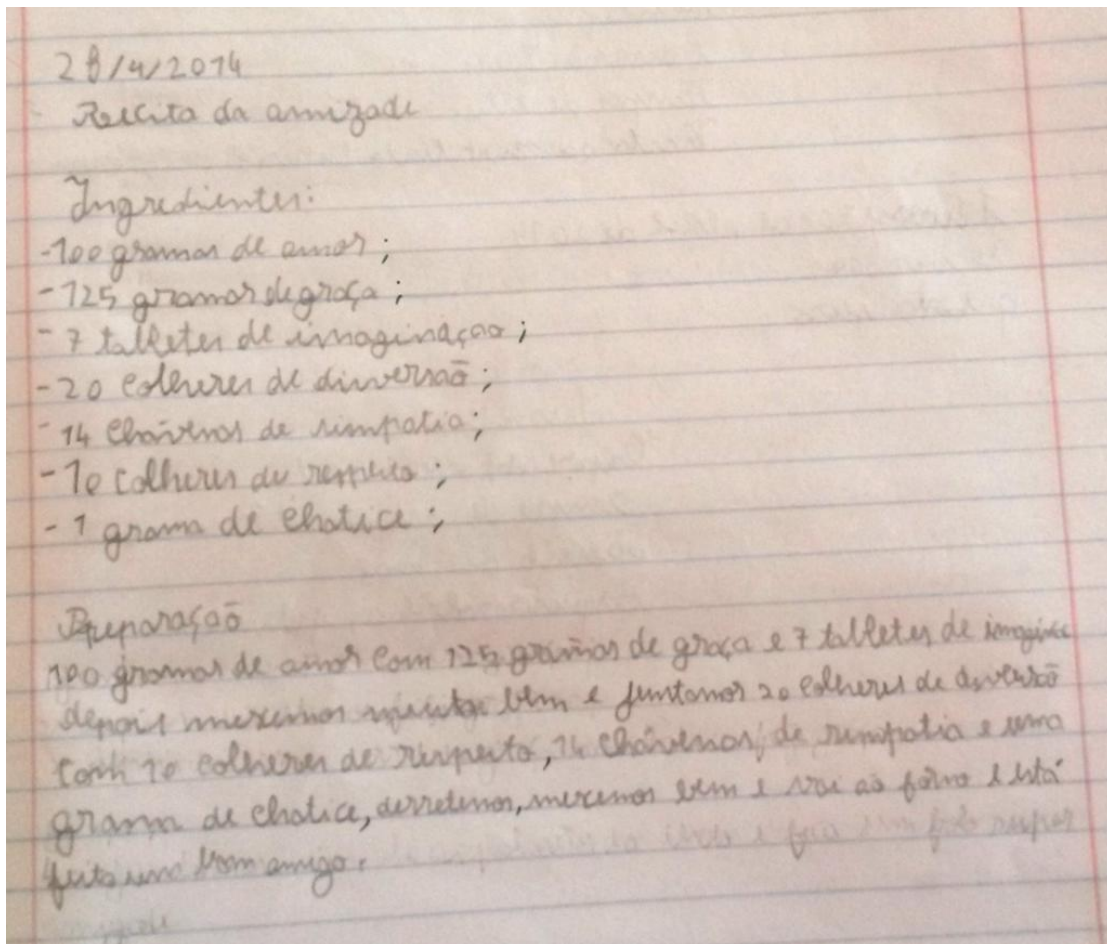 28/4/2014
Receita da amizade
Ingredientes:
-100 gramas de amor;
-125 gramas de graça;
-7 talletes de imaginação;
-20 colheres de diversão;
-14 chávenas de simpatia;
-10 colheres de respeito;
-1 grama de chatice;
Preparação
100 gramas de amor com 125 gramas de graça e 7 talletes de
depois mexemos bem e juntamos 20 colheres de diversão
com 10 colheres de respeito, 14 chávenas, de simpatia e uma
grama de chatice, derretemos, mexemos bem e vai ao forno e está
feito um bom amigo.